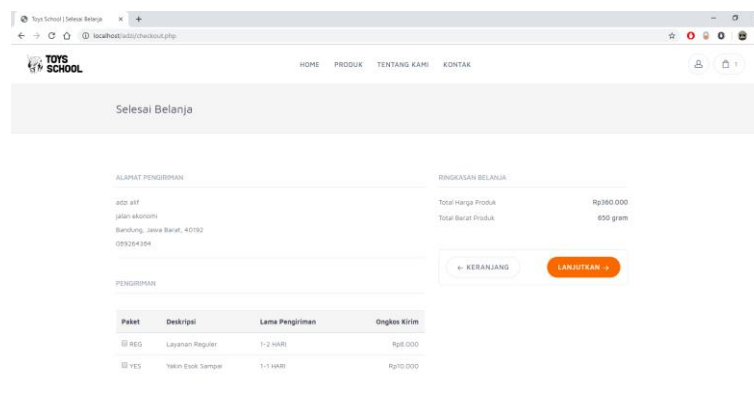 Toys School | Selesai Belanja
localhost/adzi/checkout.php
TOYS SCHOOL
HOME PRODUK TENTANG KAMI KONTAK
1
Selesai Belanja
ALAMAT PENGIRIMAN
adzi alif
jalan ekonomi
Bandung, Jawa Barat, 40192
089264384
PENGIRIMAN
Paket Deskripsi Lama Pengiriman Ongkos Kirim
REG Layanan Reguler 1-2 HARI Rp8.000
YES Yakin Esok Sampai 1-1 HARI Rp10.000
RINGKASAN BELANJA
Total Harga Produk Rp360.000
Total Berat Produk 850 gram
← KERANJANG LANJUTKAN →